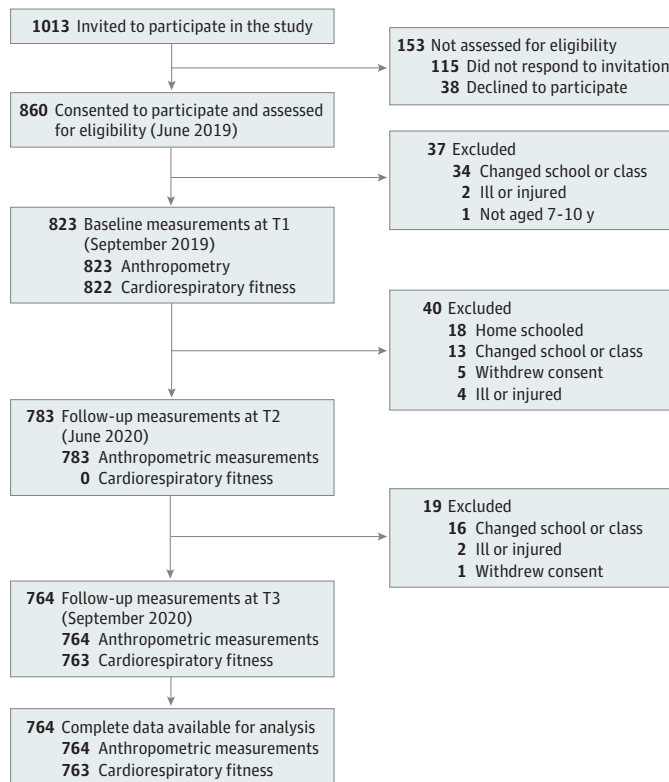 1013 Invited to participate in the study
153 Not assessed for eligibility
115 Did not respond to invitation
38 Declined to participate
860 Consented to participate and assessed
for eligibility (June 2019)
37 Excluded
34 Changed school or class
2 Ill or injured
1 Not aged 7-10 y
823 Baseline measurements at T1
(September 2019)
823 Anthropometry
822 Cardiorespiratory fitness
40 Excluded
18 Home schooled
13 Changed school or class
5 Withdrew consent
4 Ill or injured
783 Follow-up measurements at T2
(June 2020)
783 Anthropometric measurements
0 Cardiorespiratory fitness
19 Excluded
16 Changed school or class
2 Ill or injured
1 Withdrew consent
764 Follow-up measurements at T3
(September 2020)
764 Anthropometric measurements
763 Cardiorespiratory fitness
764 Complete data available for analysis
764 Anthropometric measurements
763 Cardiorespiratory fitness